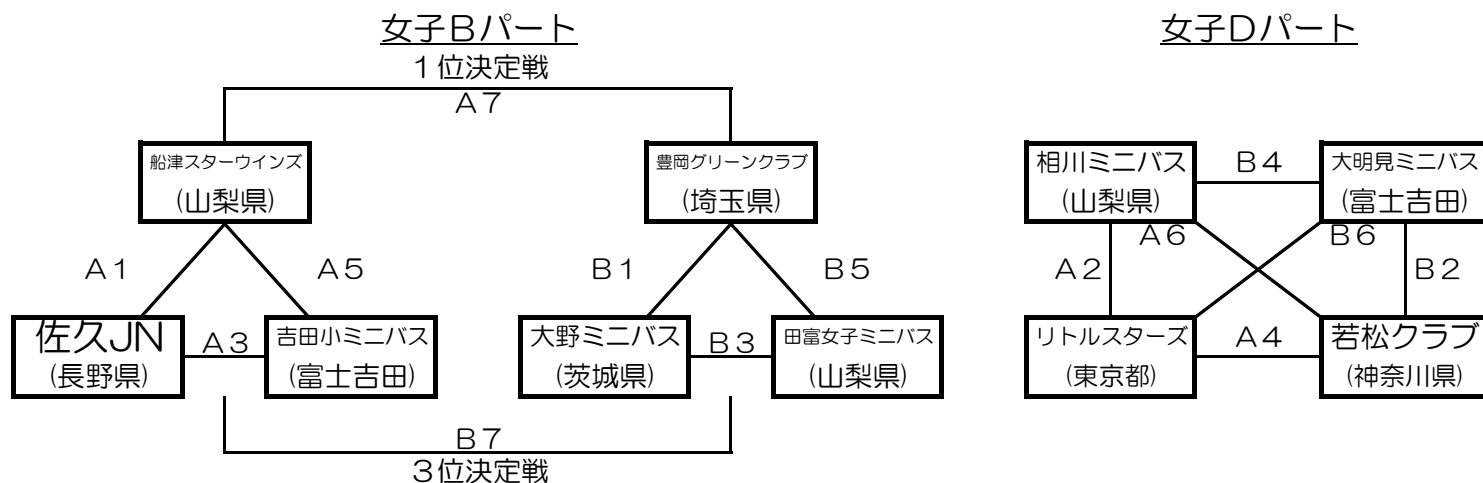 女子Bパート
1位決定戦
A7
船津スターウインズ
(山梨県)
豊岡グリーンクラブ
(埼玉県)
A1
A5
B1
B5
佐久JN
(長野県)
A3
吉田小ミニバス
(富士吉田)
大野ミニバス
(茨城県)
B3
田富女子ミニバス
(山梨県)
B7
3位決定戦
女子Dパート
相川ミニバス
(山梨県)
B4
大明見ミニバス
(富士吉田)
A6
B6
A2
B2
リトルスターズ
(東京都)
A4
若松クラブ
(神奈川県)